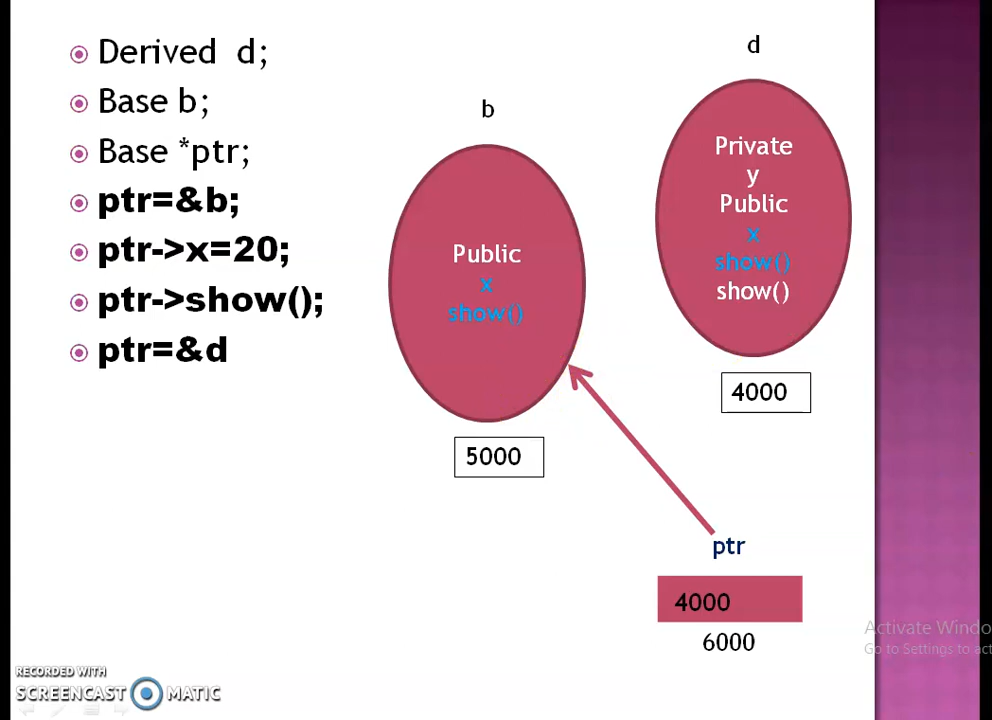 Derived d;
Base b;
Base *ptr;
ptr=&b;
ptr->x=20;
ptr->show();
ptr=&d
b
Public
x
show()
5000
d
Private
y
Public
x
show()
show()
4000
ptr
4000
6000
Activate Windo
Go to Settings to act
RECORDED WITH
SCREENCAST MATIC